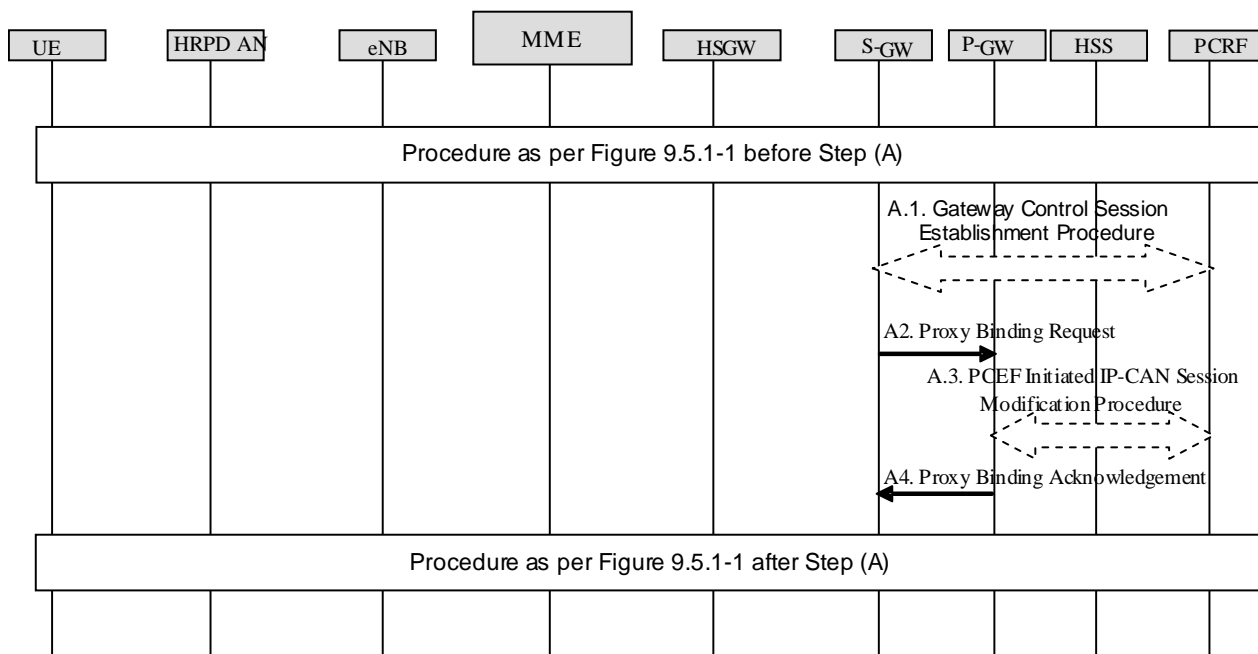 UE
HRPD AN
eNB
MME
HSGW
S-GW
P-GW
HSS
PCRF
Procedure as per Figure 9.5.1-1 before Step (A)
A.1. Gateway Control Session
Establishment Procedure
A2. Proxy Binding Request
A.3. PCEF Initiated IP-CAN Session
Modification Procedure
A4. Proxy Binding Acknowledgement
Procedure as per Figure 9.5.1-1 after Step (A)